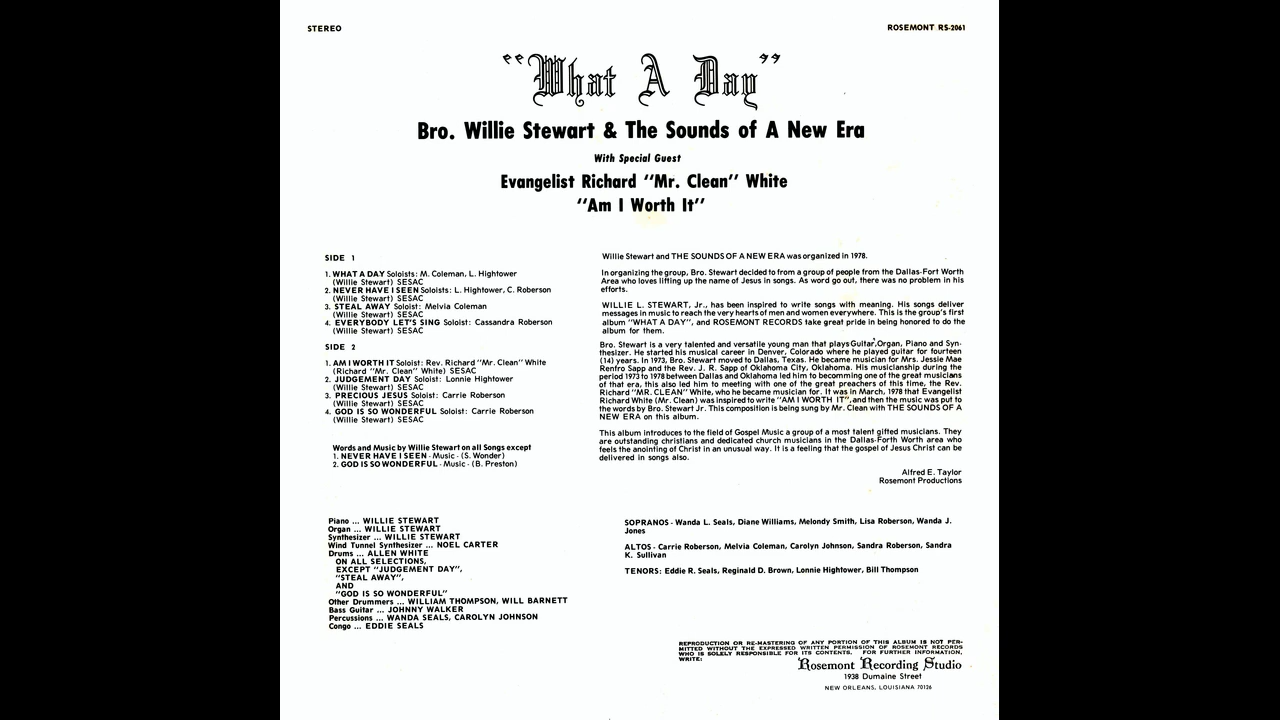 STEREO
ROSEMONT RS-2061
"What A Day"
Bro. Willie Stewart & The Sounds of A New Era
With Special Guest
Evangelist Richard "Mr. Clean" White
"Am I Worth It"
SIDE 1
1. WHAT A DAY Soloists: M. Coleman, L. Hightower
(Willie Stewart) SESAC
2. NEVER HAVE I SEEN Soloists: L. Hightower, C. Roberson
(Willie Stewart) SESAC
3. STEAL AWAY Soloist: Melvia Coleman
(Willie Stewart) SESAC
4. EVERYBODY LET'S SING Soloist: Cassandra Roberson
(Willie Stewart) SESAC
SIDE 2
1. AM I WORTH IT Soloist: Rev. Richard "Mr. Clean" White
(Richard "Mr. Clean" White) SESAC
2. JUDGEMENT DAY Soloist: Lonnie Hightower
(Willie Stewart) SESAC
3. PRECIOUS JESUS Soloist: Carrie Roberson
(Willie Stewart) SESAC
4. GOD IS SO WONDERFUL Soloist: Carrie Roberson
(Willie Stewart) SESAC
Words and Music by Willie Stewart on all Songs except
1. NEVER HAVE I SEEN - Music - (S. Wonder)
2. GOD IS SO WONDERFUL - Music - (B. Preston)
Willie Stewart and THE SOUNDS OF A NEW ERA was organized in 1978.
In organizing the group, Bro. Stewart decided to from a group of people from the Dallas-Fort Worth
Area who loves lifting up the name of Jesus in songs. As word go out, there was no problem in his
efforts.
WILLIE L. STEWART, Jr., has been inspired to write songs with meaning. His songs deliver
messages in music to reach the very hearts of men and women everywhere. This is the group's first
album "WHAT A DAY", and ROSEMONT RECORDS take great pride in being honored to do the
album for them.
Bro. Stewart is a very talented and versatile young man that plays Guitar, Organ, Piano and Syn-
thesizer. He started his musical career in Denver, Colorado where he played guitar for fourteen
(14) years. In 1973, Bro. Stewart moved to Dallas, Texas. He became musician for Mrs. Jessie Mae
Renfro Sapp and the Rev. J. R. Sapp of Oklahoma City, Oklahoma. His musicianship during the
period 1973 to 1978 between Dallas and Oklahoma led him to becomming one of the great musicians
of that era, this also led him to meeting with one of the great preachers of this time, the Rev.
Richard "MR. CLEAN" White, who he became musician for. It was in March, 1978 that Evangelist
Richard White (Mr. Clean) was inspired to write "AM I WORTH IT", and then the music was put to
the words by Bro. Stewart Jr. This composition is being sung by Mr. Clean with THE SOUNDS OF A
NEW ERA on this album.
This album introduces to the field of Gospel Music a group of a most talent gifted musicians. They
are outstanding christians and dedicated church musicians in the Dallas-Forth Worth area who
feels the anointing of Christ in an unusual way. It is a feeling that the gospel of Jesus Christ can be
delivered in songs also.
Alfred E. Taylor
Rosemont Productions
Piano ... WILLIE STEWART
Organ ... WILLIE STEWART
Synthesizer ... WILLIE STEWART
Wind Tunnel Synthesizer ... NOEL CARTER
Drums ... ALLEN WHITE
ON ALL SELECTIONS,
EXCEPT "JUDGEMENT DAY",
"STEAL AWAY",
AND
"GOD IS SO WONDERFUL"
Other Drummers ... WILLIAM THOMPSON, WILL BARNETT
Bass Guitar ... JOHNNY WALKER
Percussions ... WANDA SEALS, CAROLYN JOHNSON
Congo ... EDDIE SEALS
SOPRANOS - Wanda L. Seals, Diane Williams, Melondy Smith, Lisa Roberson, Wanda J.
Jones
ALTOS - Carrie Roberson, Melvia Coleman, Carolyn Johnson, Sandra Roberson, Sandra
K. Sullivan
TENORS: Eddie R. Seals, Reginald D. Brown, Lonnie Hightower, Bill Thompson
REPRODUCTION OR RE-MASTERING OF ANY PORTION OF THIS ALBUM IS NOT PER-
MITTED WITHOUT THE EXPRESSED WRITTEN PERMISSION OF ROSEMONT RECORDS
WHO IS SOLELY RESPONSIBLE FOR ITS CONTENTS. FOR FURTHER INFORMATION,
WRITE:
Rosemont Recording Studio
1938 Dumaine Street
NEW ORLEANS, LOUISIANA 70126